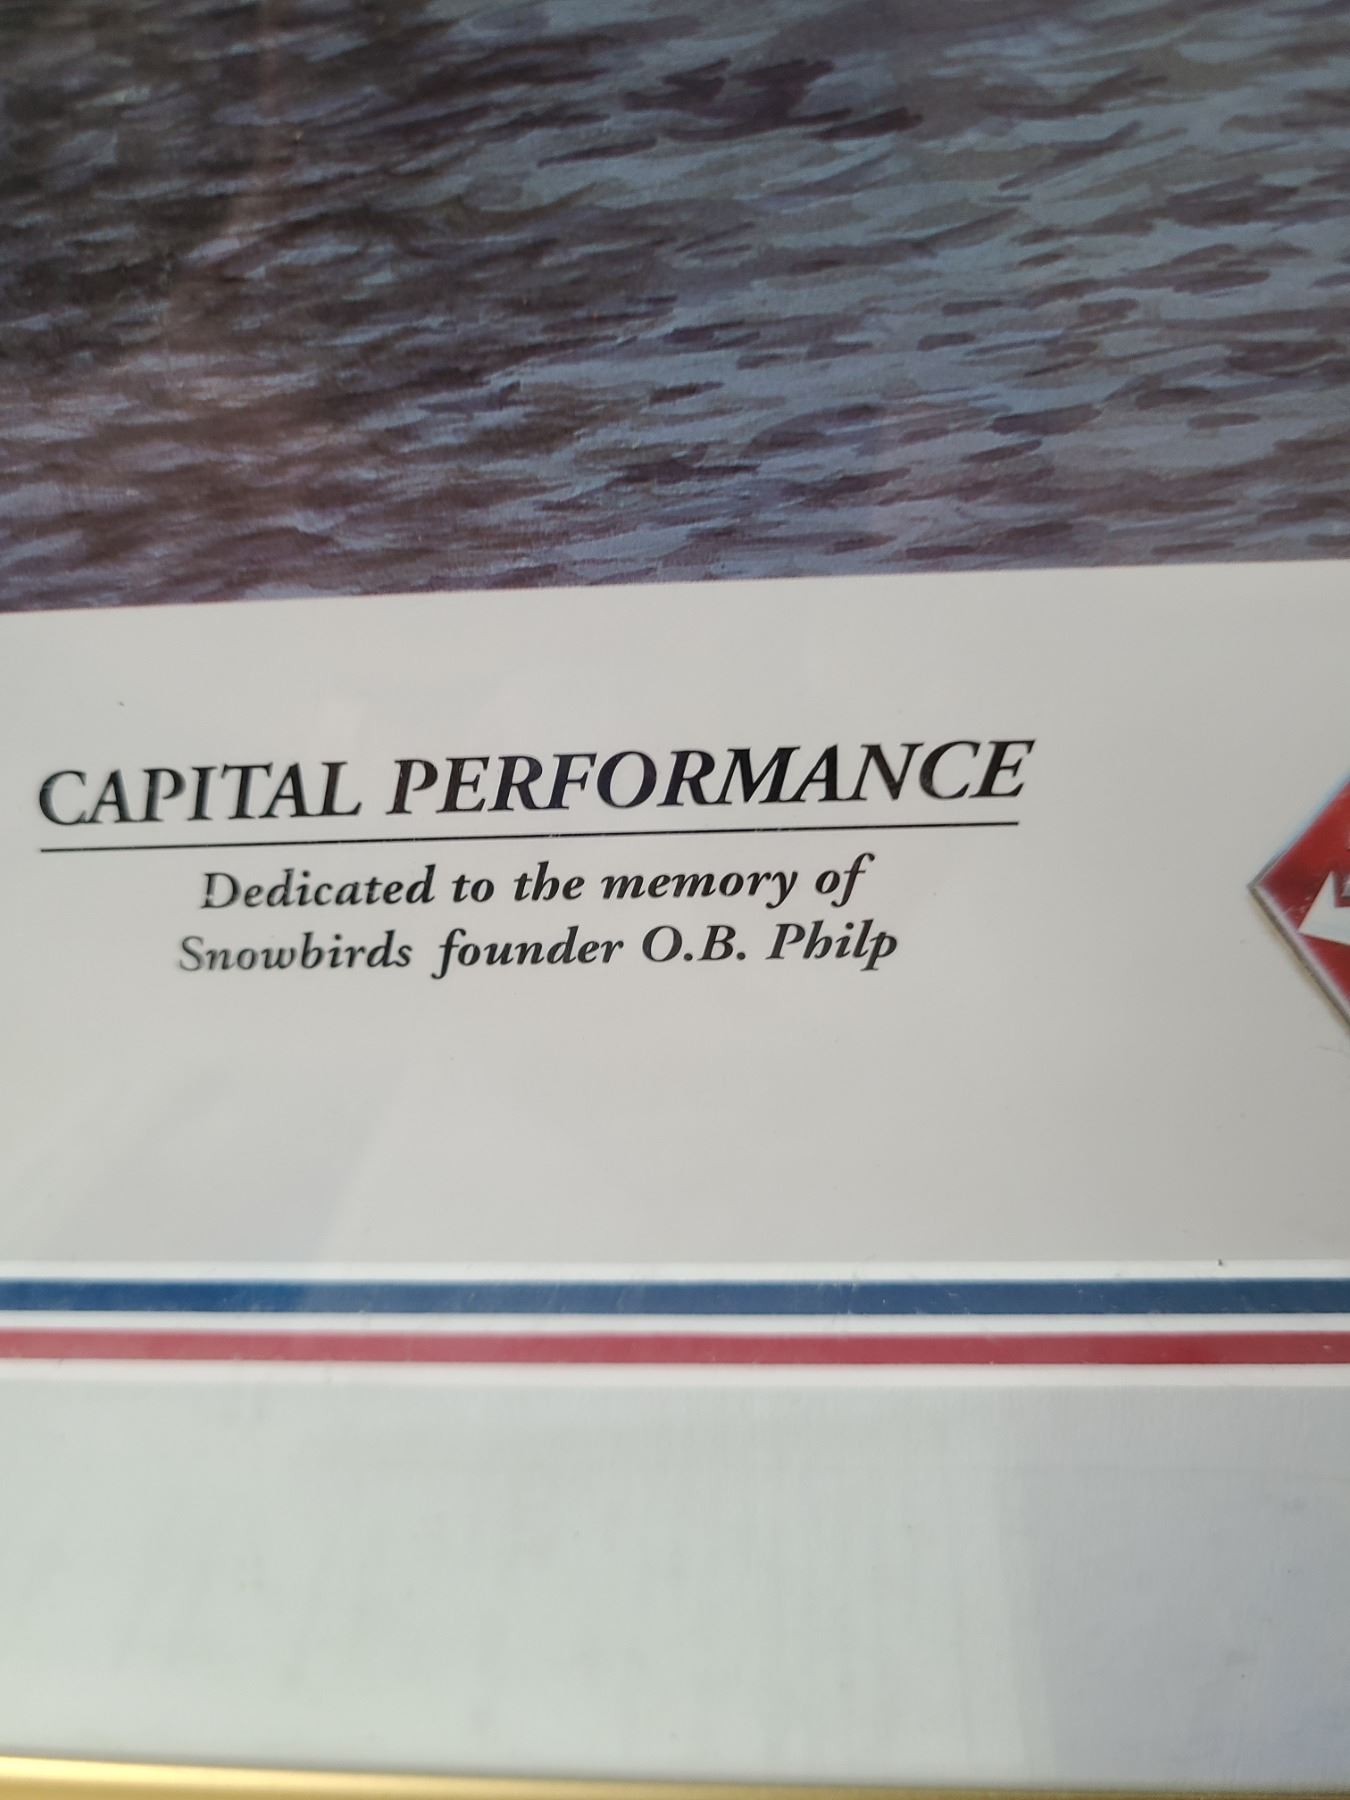 CAPITAL PERFORMANCE
Dedicated to the memory of
Snowbirds founder O.B. Philp